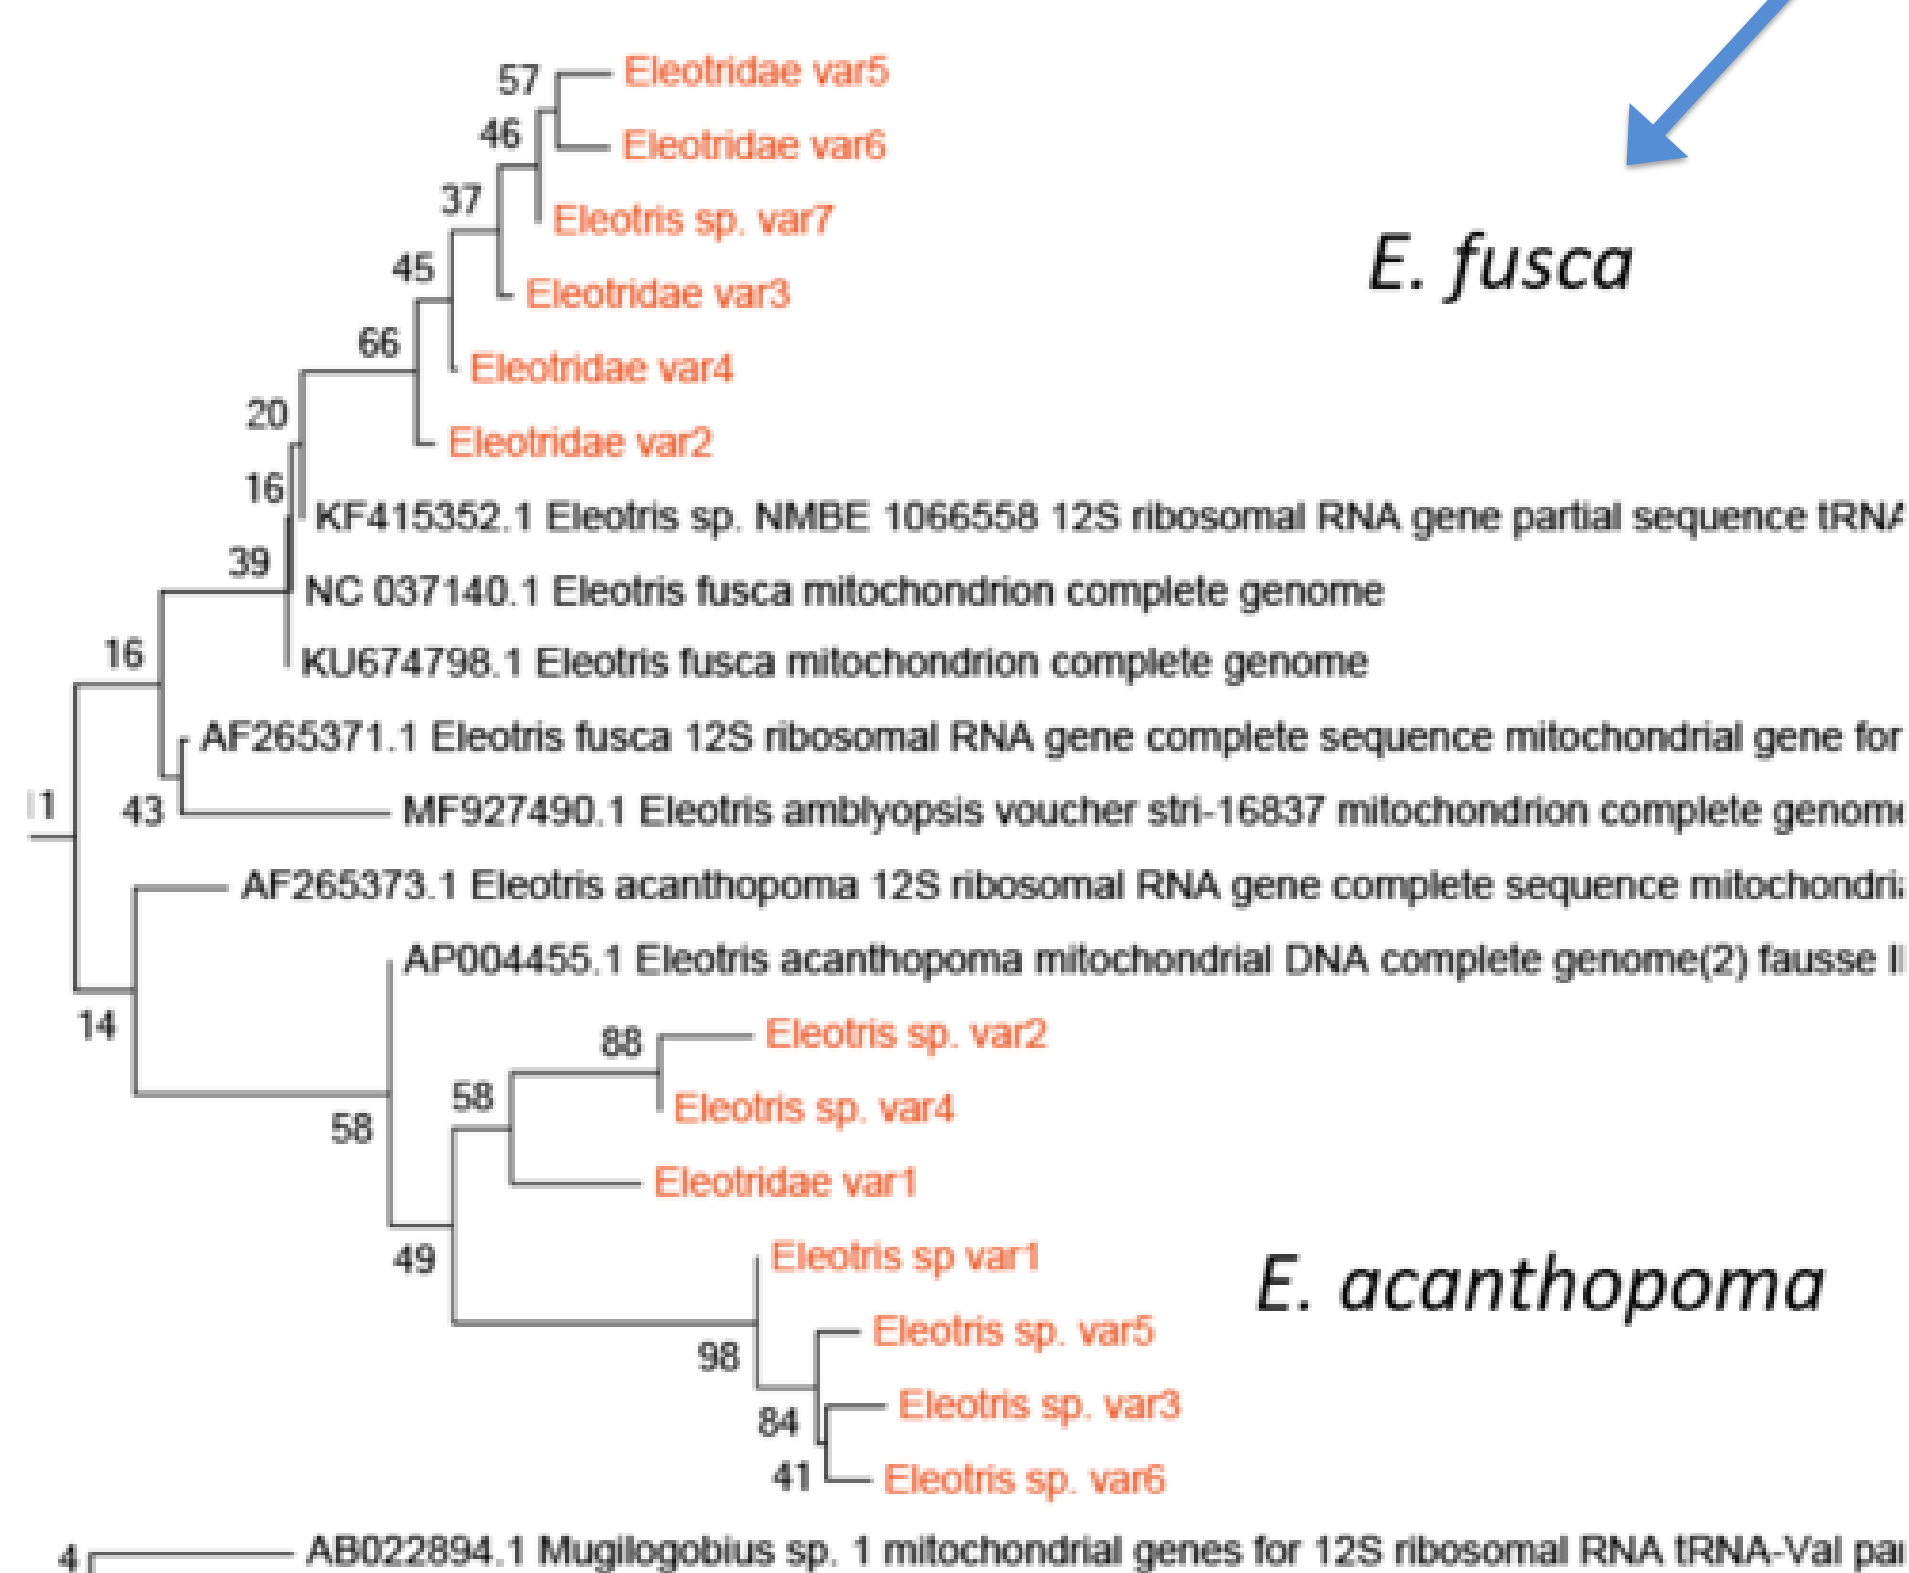 57
Eleotridae var5
46
Eleotridae var6
37
Eleotris sp. var7
E. fusca
45
Eleotridae var3
66
Eleotridae var4
20
Eleotridae var2
16
KF415352.1 Eleotris sp. NMBE 1066558 12S ribosomal RNA gene partial sequence tRNA
39
NC 037140.1 Eleotris fusca mitochondrion complete genome
16
KU674798.1 Eleotris fusca mitochondrion complete genome
AF265371.1 Eleotris fusca 12S ribosomal RNA gene complete sequence mitochondrial gene for
11
43
MF927490.1 Eleotris amblyopsis voucher stri-16837 mitochondrion complete genome
AF265373.1 Eleotris acanthopoma 12S ribosomal RNA gene complete sequence mitochondri
AP004455.1 Eleotris acanthopoma mitochondrial DNA complete genome(2) fausse
14
88
Eleotris sp. var2
58
Eleotris sp. var4
58
Eleotridae var1
49
Eleotris sp var1
E. acanthopoma
98
Eleotris sp. var5
84
Eleotris sp. var3
41
Eleotris sp. var6
4
AB022894.1 Mugilogobius sp. 1 mitochondrial genes for 12S ribosomal RNA tRNA-Val